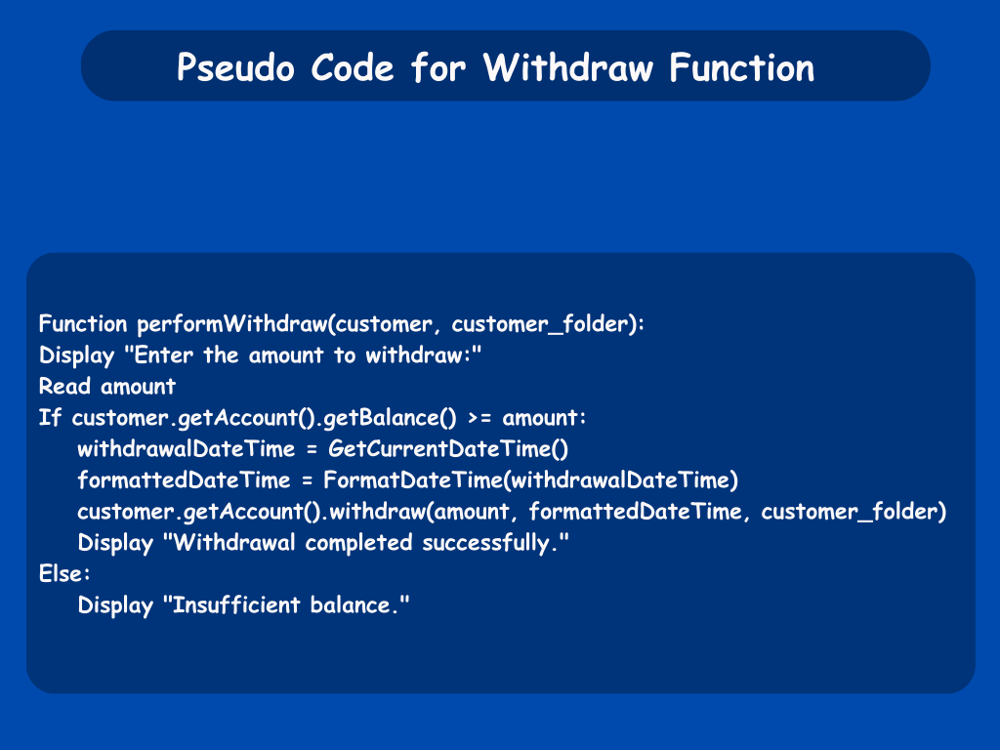 Pseudo Code for Withdraw Function
Function performWithdraw(customer, customer_folder):
Display "Enter the amount to withdraw:"
Read amount
If customer.getAccount().getBalance() >= amount:
withdrawalDateTime = GetCurrentDateTime()
formattedDateTime = FormatDateTime(withdrawalDateTime)
customer.getAccount().withdraw(amount, formattedDateTime, customer_folder)
Display "Withdrawal completed successfully."
Else:
Display "Insufficient balance."